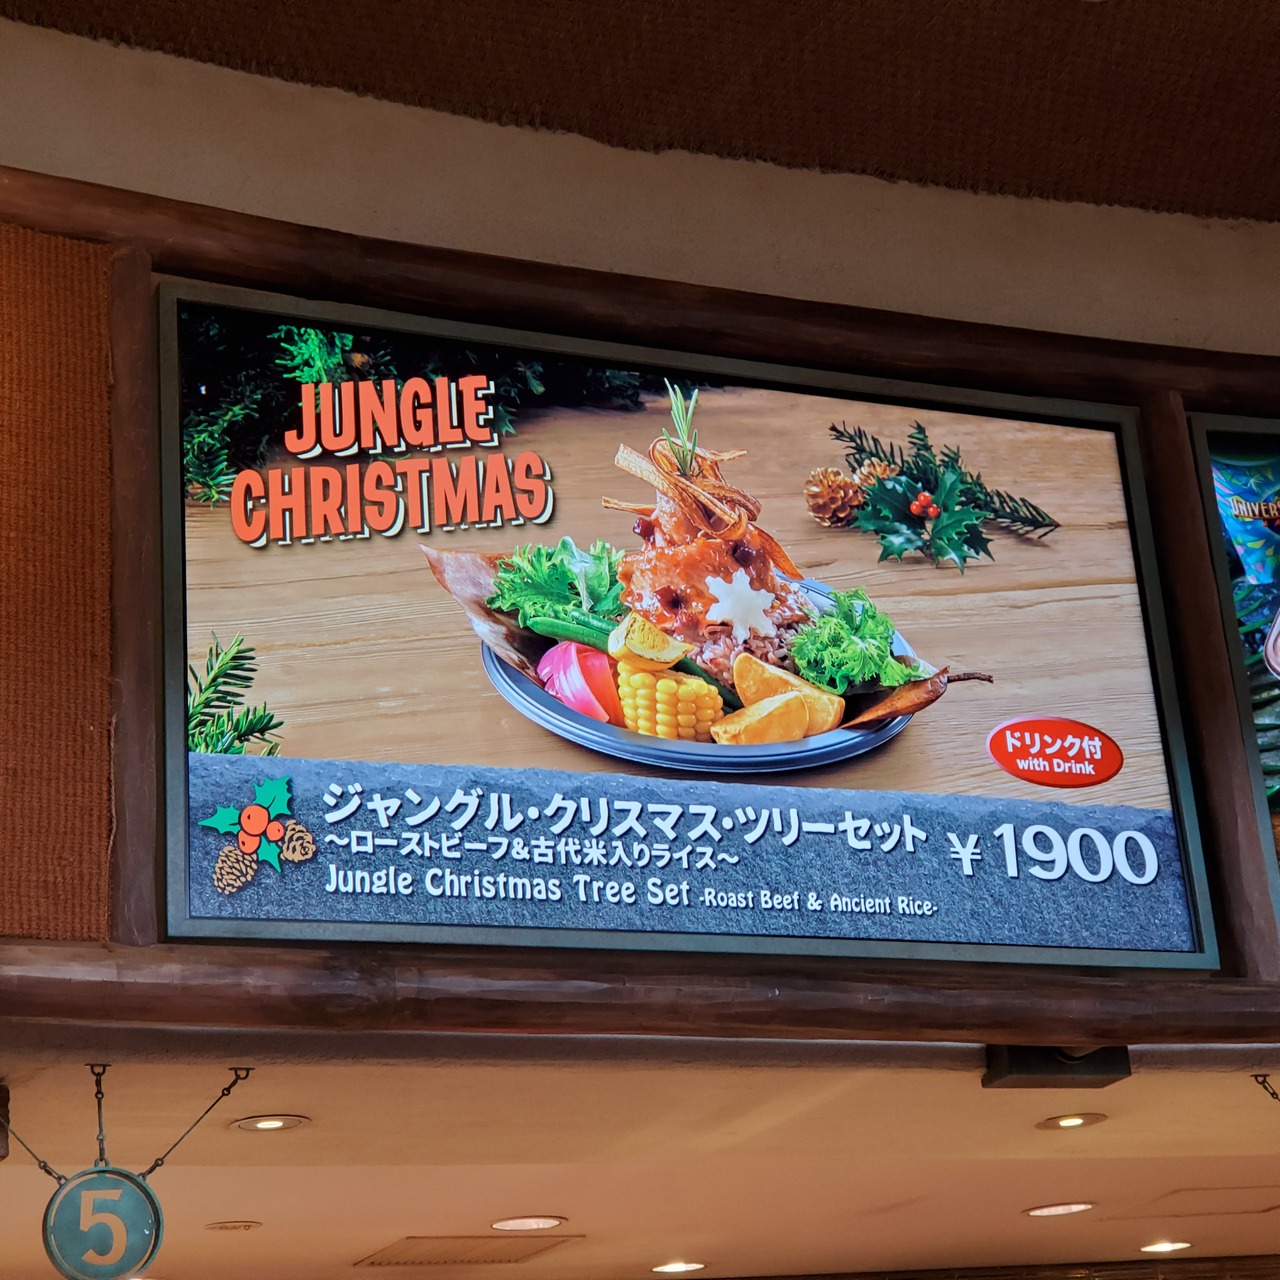 JUNGLE
CHRISTMAS
UNIVERS
ドリンク付
with Drink
ジャングル・クリスマス・ツリーセット
～ローストビーフ&古代米入りライス～
¥1900
Jungle Christmas Tree Set -Roast Beef & Ancient Rice-
5